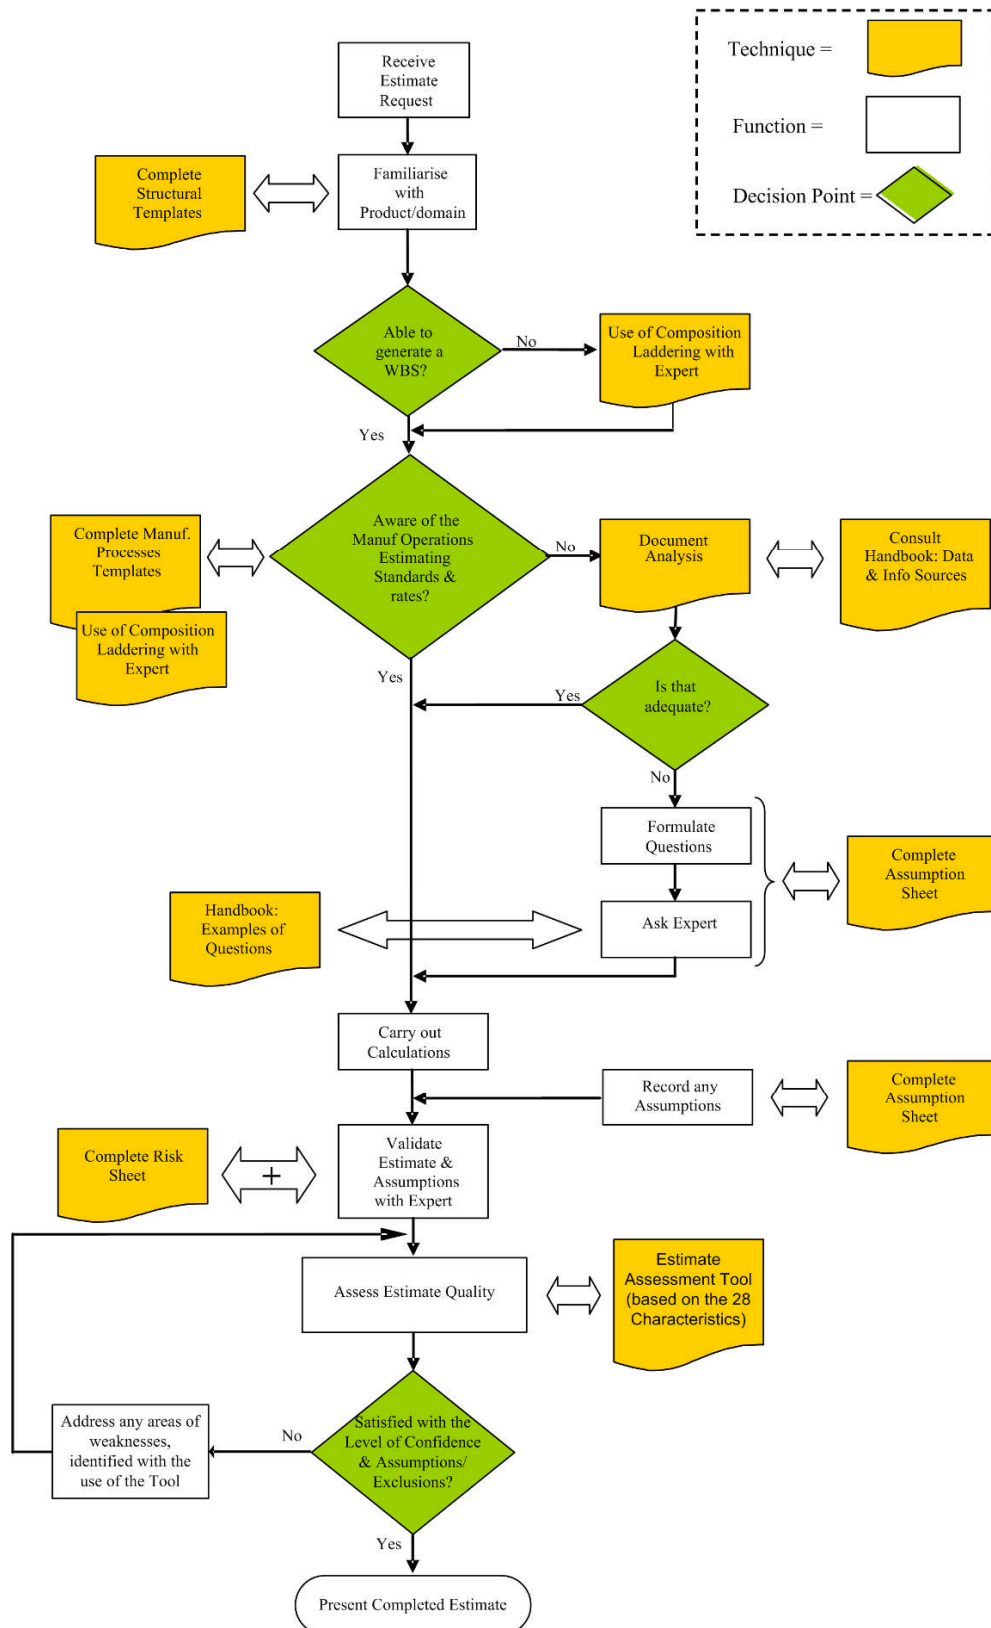 Technique =
Function =
Decision Point =
Receive
Estimate
Request
Complete
Structural
Templates
Familiarise
with
Product/domain
Able to
generate a
WBS?
No
Use of Composition
Laddering with
Expert
Yes
Complete Manuf.
Processes
Templates
Use of Composition
Laddering with
Expert
Aware of the
Manuf Operations
Estimating
Standards &
rates?
No
Document
Analysis
Consult
Handbook: Data
& Info Sources
Yes
Yes
Is that
adequate?
No
Formulate
Questions
Complete
Assumption
Sheet
Handbook:
Examples of
Questions
Ask Expert
Carry out
Calculations
Record any
Assumptions
Complete
Assumption
Sheet
Complete Risk
Sheet
+
Validate
Estimate &
Assumptions
with Expert
Assess Estimate Quality
Estimate
Assessment Tool
(based on the 28
Characteristics)
Address any areas of
weaknesses,
identified with the
use of the Tool
No
Satisfied with the
Level of Confidence
& Assumptions/
Exclusions?
Yes
Present Completed Estimate